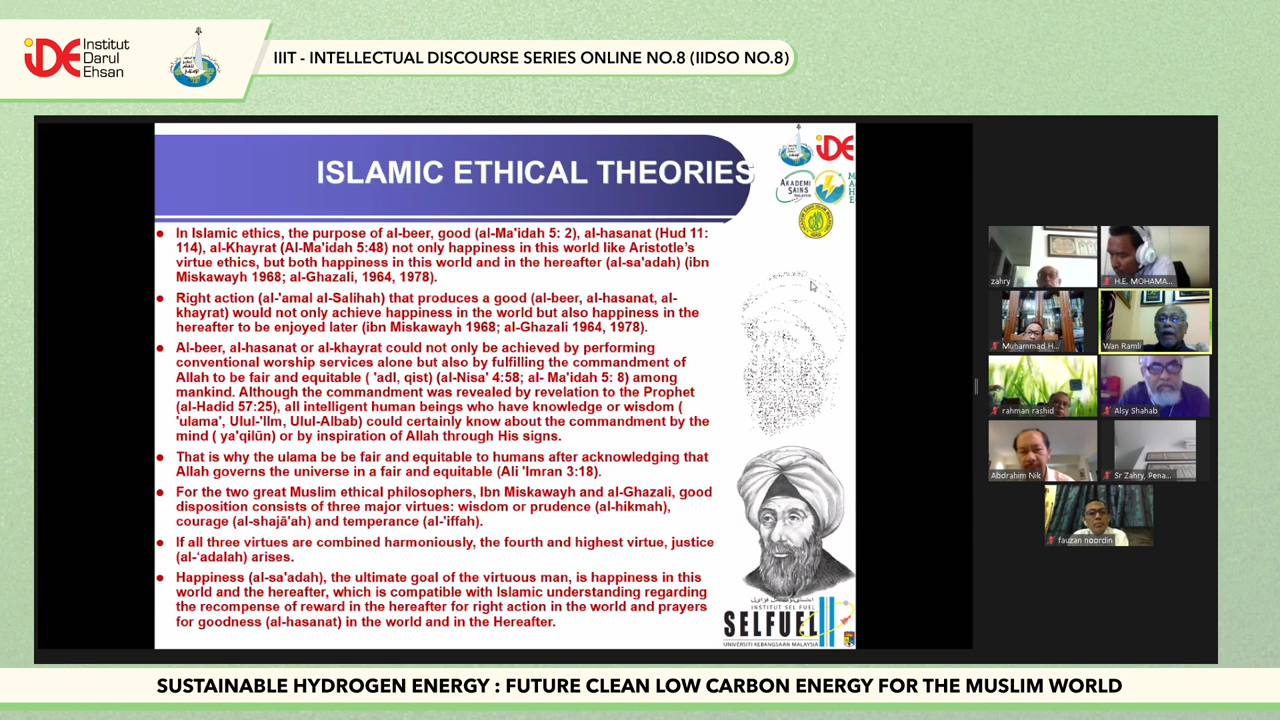 iDE Institut
Darul
Ehsan
IIIT - INTELLECTUAL DISCOURSE SERIES ONLINE NO.8 (IIDSO NO.8)
ISLAMIC ETHICAL THEORIES
iDE
AKADEMI
SAINS
MALAYSIA
• In Islamic ethics, the purpose of al-beer, good (al-Ma'idah 5: 2), al-hasanat (Hud 11:
114), al-Khayrat (Al-Ma'idah 5:48) not only happiness in this world like Aristotle's
virtue ethics, but both happiness in this world and in the hereafter (al-sa'adah) (ibn
Miskawayh 1968; al-Ghazali, 1964, 1978).
• Right action (al-'amal al-Salihah) that produces a good (al-beer, al-hasanat, al-
khayrat) would not only achieve happiness in the world but also happiness in the
hereafter to be enjoyed later (ibn Miskawayh 1968; al-Ghazali 1964, 1978).
• Al-beer, al-hasanat or al-khayrat could not only be achieved by performing
conventional worship services alone but also by fulfilling the commandment of
Allah to be fair and equitable ( 'adl, qist) (al-Nisa' 4:58; al- Ma'idah 5: 8) among
mankind. Although the commandment was revealed by revelation to the Prophet
(al-Hadid 57:25), all intelligent human beings who have knowledge or wisdom (
'ulama', Ulul-'Ilm, Ulul-Albab) could certainly know about the commandment by the
mind ( ya'qilūn) or by inspiration of Allah through His signs.
• That is why the ulama be be fair and equitable to humans after acknowledging that
Allah governs the universe in a fair and equitable (Ali 'Imran 3:18).
• For the two great Muslim ethical philosophers, Ibn Miskawayh and al-Ghazali, good
disposition consists of three major virtues: wisdom or prudence (al-hikmah),
courage (al-shajā'ah) and temperance (al-'iffah).
• If all three virtues are combined harmoniously, the fourth and highest virtue, justice
(al-'adalah) arises.
• Happiness (al-sa'adah), the ultimate goal of the virtuous man, is happiness in this
world and the hereafter, which is compatible with Islamic understanding regarding
the recompense of reward in the hereafter for right action in the world and prayers
for goodness (al-hasanat) in the world and in the Hereafter.
INSTITUT SEL FUEL
SELFUEL
UNIVERSITI KEBANGSAAN MALAYSIA
zahry
H.E. MOHAMA...
Muhammad H...
Wan Ramli
rahman rashid
Alsy Shahab
Abdrahim Nik
Sr Zahry, Pena...
fauzan noordin
SUSTAINABLE HYDROGEN ENERGY : FUTURE CLEAN LOW CARBON ENERGY FOR THE MUSLIM WORLD